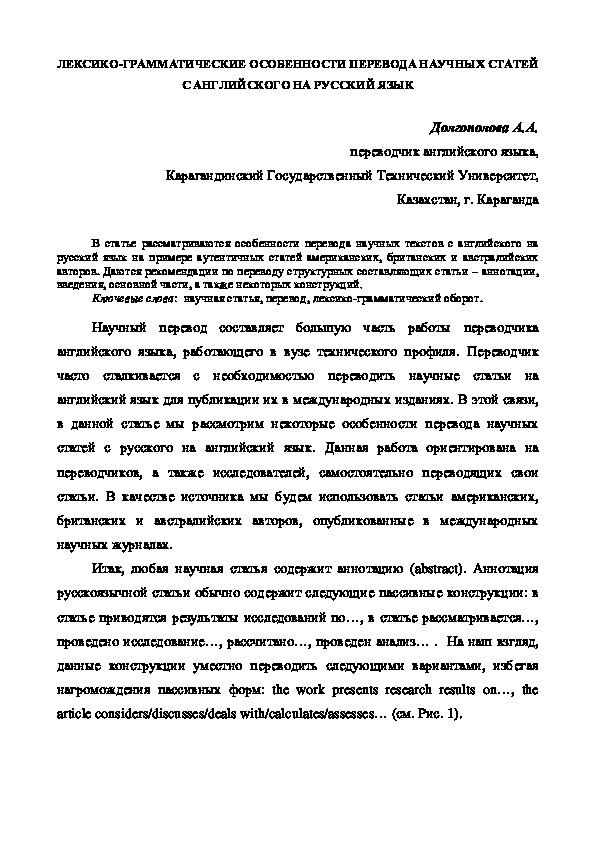 ЛЕКСИКО-ГРАММАТИЧЕСКИЕ ОСОБЕННОСТИ ПЕРЕВОДА НАУЧНЫХ СТАТЕЙ
С АНГЛИЙСКОГО НА РУССКИЙ ЯЗЫК
Долгополова А.А.
переводчик английского языка,
Карагандинский Государственный Технический Университет,
Казахстан, г. Караганда
В статье рассматриваются особенности перевода научных текстов с английского на
русский язык на примере аутентичных статей американских, британских и австралийских
авторов. Даются рекомендации по переводу структурных составляющих статьи – аннотации,
введения, основной части, а также некоторых конструкций.
Ключевые слова: научная статья, перевод, лексико-грамматический оборот.
Научный перевод составляет большую часть работы переводчика
английского языка, работающего в вузе технического профиля. Переводчик
часто сталкивается с необходимостью переводить научные статьи на
английский язык для публикации их в международных изданиях. В этой связи,
в данной статье мы рассмотрим некоторые особенности перевода научных
статей с русского на английский язык. Данная работа ориентирована на
переводчиков, а также исследователей, самостоятельно переводящих свои
статьи. В качестве источника мы будем использовать статьи американских,
британских и австралийских авторов, опубликованные в международных
научных журналах.
Итак, любая научная статья содержит аннотацию (abstract). Аннотация
русскоязычной статьи обычно содержит следующие пассивные конструкции: в
статье приводятся результаты исследований по…, в статье рассматривается…,
проведено исследование…, рассчитано…, проведен анализ… . На наш взгляд,
данные конструкции уместно переводить следующими вариантами, избегая
нагромождения пассивных форм: the work presents research results on…, the
article considers/discusses/deals with/calculates/assesses… (см. Рис. 1).